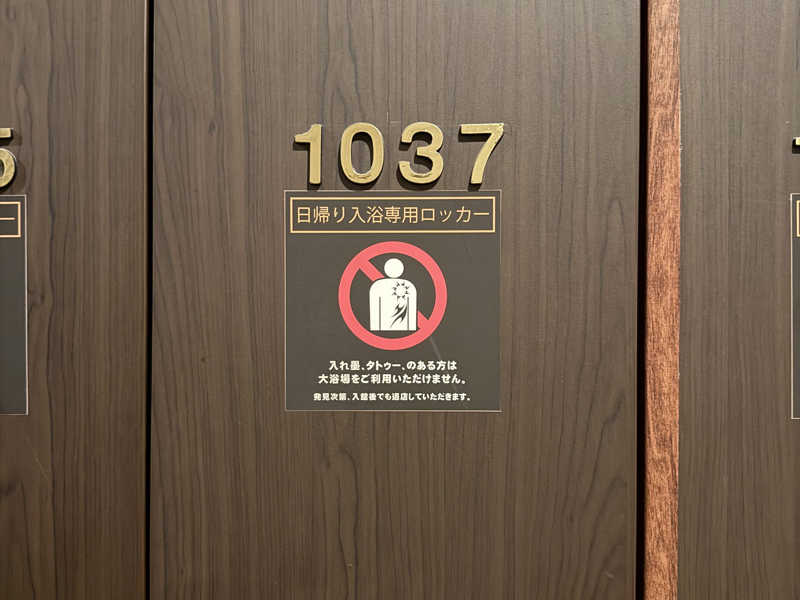 1037
日帰り入浴専用ロッカー
入れ墨、タトゥー、のある方は
大浴場をご利用いただけません。
発見次第、入館後でも退店していただきます。